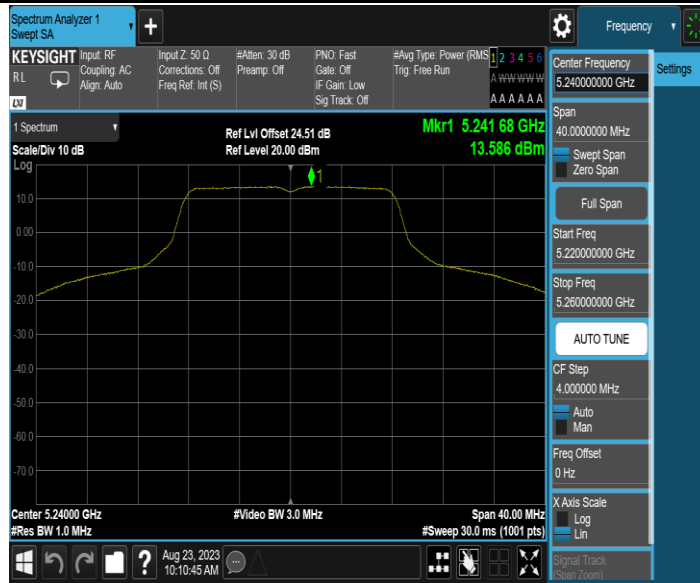 Spectrum Analyzer 1
Swept SA
+
Frequency
KEYSIGHT
RL
LXI
Input: RF
Coupling: AC
Align: Auto
Input Z: 50 Ω
Corrections: Off
Freq Ref: Int (S)
#Atten: 30 dB
Preamp: Off
PNO: Fast
Gate: Off
IF Gain: Low
Sig Track: Off
#Avg Type: Power (RMS
Trig: Free Run
1 2 3 4 5 6
A W W W W W
A A A A A A
1 Spectrum
Scale/Div 10 dB
Log
Ref Lvl Offset 24.51 dB
Ref Level 20.00 dBm
Mkr1 5.241 68 GHz
13.586 dBm
1
10.0
0.00
-10.0
-20.0
-30.0
-40.0
-50.0
-60.0
-70.0
Center 5.24000 GHz
#Res BW 1.0 MHz
#Video BW 3.0 MHz
Span 40.00 MHz
#Sweep 30.0 ms (1001 pts)
?
Aug 23, 2023
10:10:45 AM
Center Frequency
5.240000000 GHz
Settings
Span
40.0000000 MHz
Swept Span
Zero Span
Full Span
Start Freq
5.220000000 GHz
Stop Freq
5.260000000 GHz
AUTO TUNE
CF Step
4.000000 MHz
Auto
Man
Freq Offset
0 Hz
X Axis Scale
Log
Lin
Signal Track
(Span Zoom)